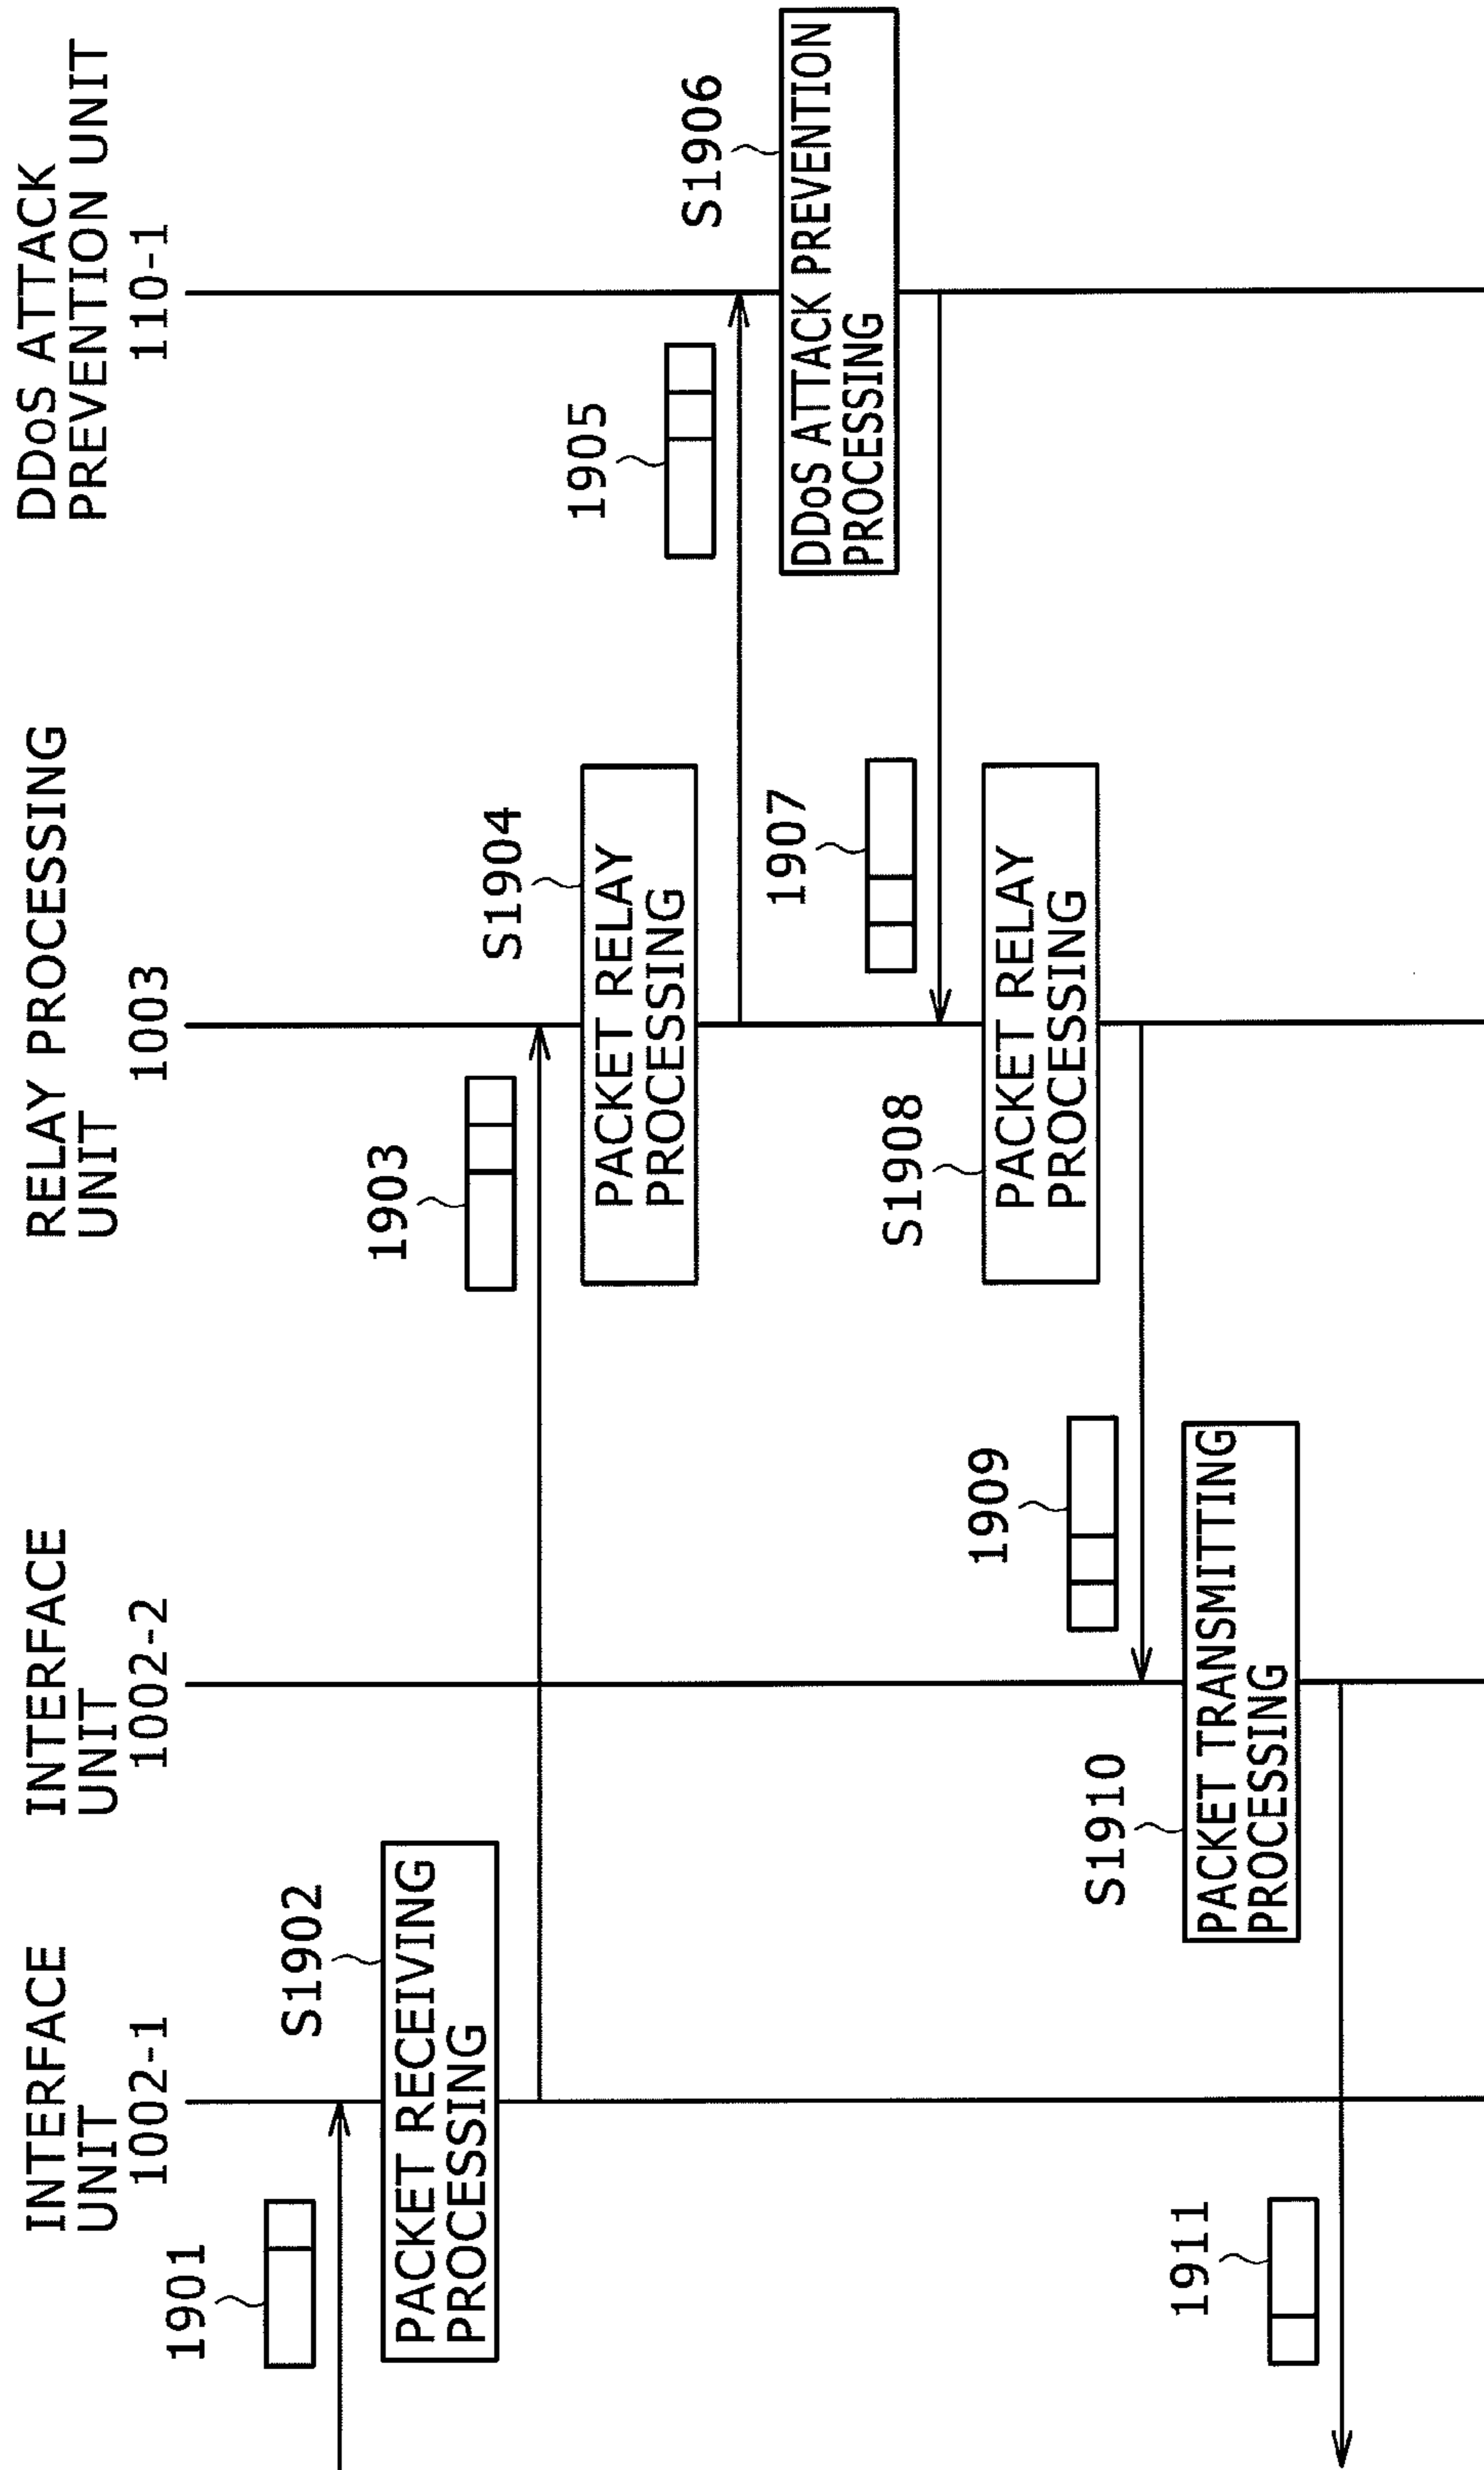 INTERFACE
UNIT
1002-1
INTERFACE
UNIT
1002-2
RELAY PROCESSING
UNIT
1003
DDoS ATTACK
PREVENTION UNIT
110-1
1901
S1902
PACKET RECEIVING
PROCESSING
1903
S1904
PACKET RELAY
PROCESSING
1905
S1906
DDoS ATTACK PREVENTION
PROCESSING
1907
S1908
PACKET RELAY
PROCESSING
1909
S1910
PACKET TRANSMITTING
PROCESSING
1911